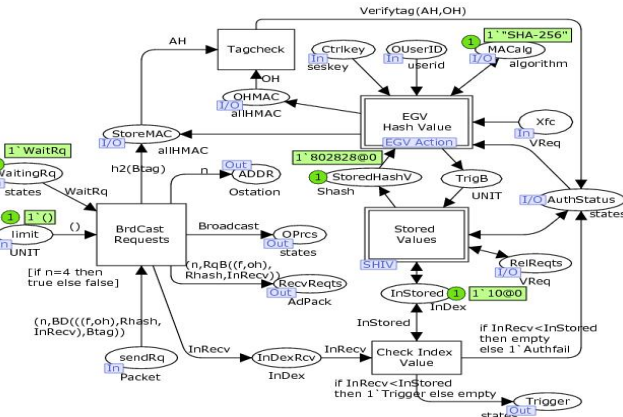 Verifytag(AH,OH)
AH
Tagcheck
Ctrlkey
In
seskey
OUserID
In
userid
1
1`"SHA-256"
MACalg
I/O
algorithm
OH
OHMAC
I/O
allHMAC
EGV
Hash Value
EGV Action
Xfc
In
VReq
StoreMAC
I/O
allHMAC
1`WaitRq
WaitingRq
states
h2(Btag)
n
Out
ADDR
Ostation
1`802828@0
1
StoredHashV
Shash
TrigB
UNIT
I/O
AuthStatus
states
WaitRq
1
1`()
limit
In
UNIT
()
BrdCast
Requests
Broadcast
OPrcs
Out
states
Stored
Values
SHIV
RelReqts
I/O
VReq
[if n=4 then
true else false]
(n,RqB((f,oh),
Rhash,InRecv))
RecvReqts
Out
AdPack
InStored
1
1`10@0
InDex
(n,BD(((f,oh),Rhash,
InRecv),Btag))
InStored
if InRecv<InStored
then empty
else 1`Authfail
sendRq
In
Packet
InRecv
InDexRcv
InDex
InRecv
Check Index
Value
if InRecv<InStored
then 1`Trigger else empty
Trigger
Out
states